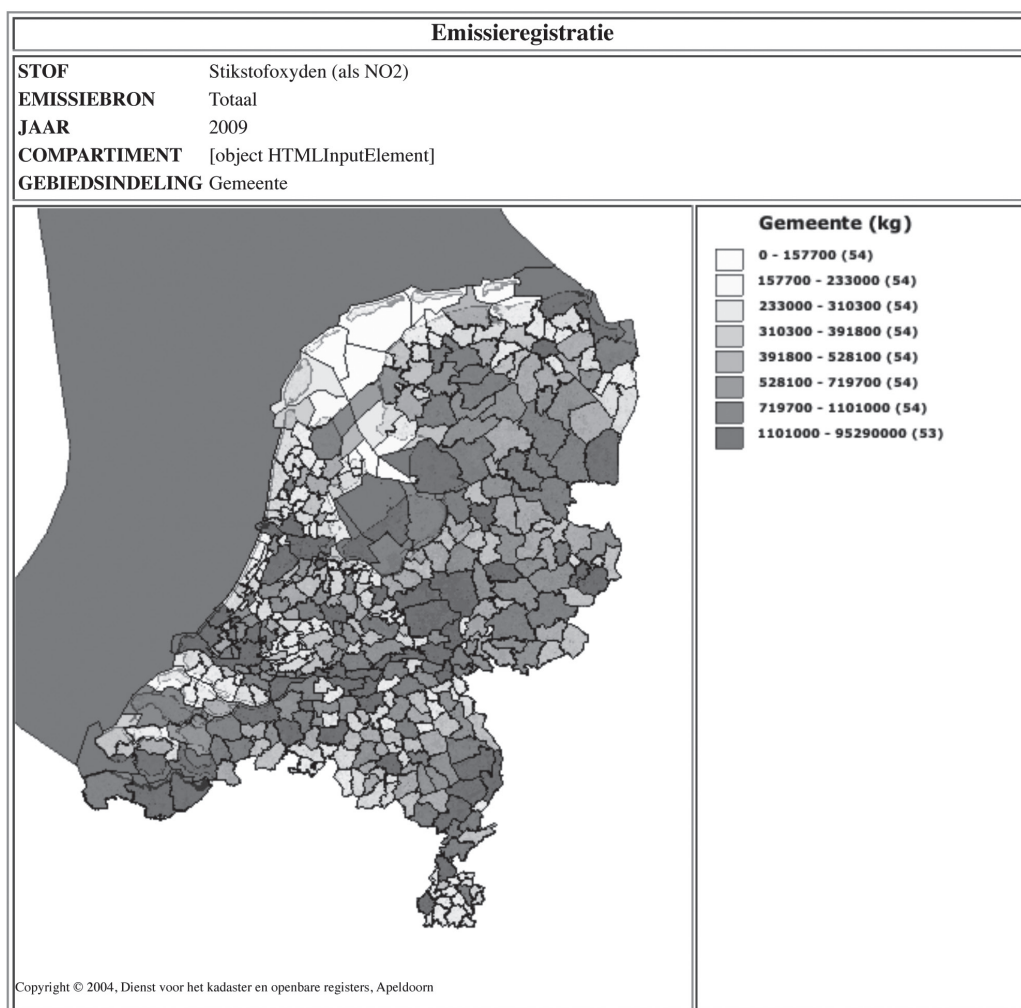 Emissieregistratie
STOF Stikstofoxyden (als NO2)
EMISSIEBRON Totaal
JAAR 2009
COMPARTIMENT [object HTMLInputElement]
GEBIEDSINDELING Gemeente
Gemeente (kg)
0 - 157700 (54)
157700 - 233000 (54)
233000 - 310300 (54)
310300 - 391800 (54)
391800 - 528100 (54)
528100 - 719700 (54)
719700 - 1101000 (54)
1101000 - 95290000 (53)
Copyright © 2004, Dienst voor het kadaster en openbare registers, Apeldoorn